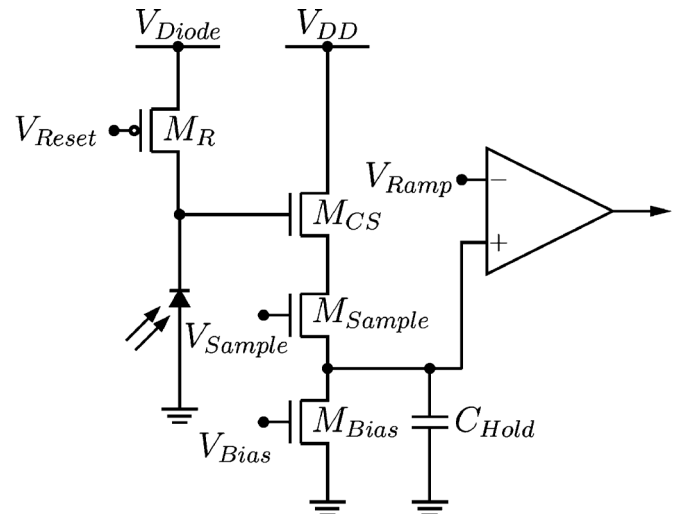 V_Diode
V_DD
V_Reset
M_R
V_Ramp
−
M_CS
+
M_Sample
V_Sample
M_Bias
C_Hold
V_Bias